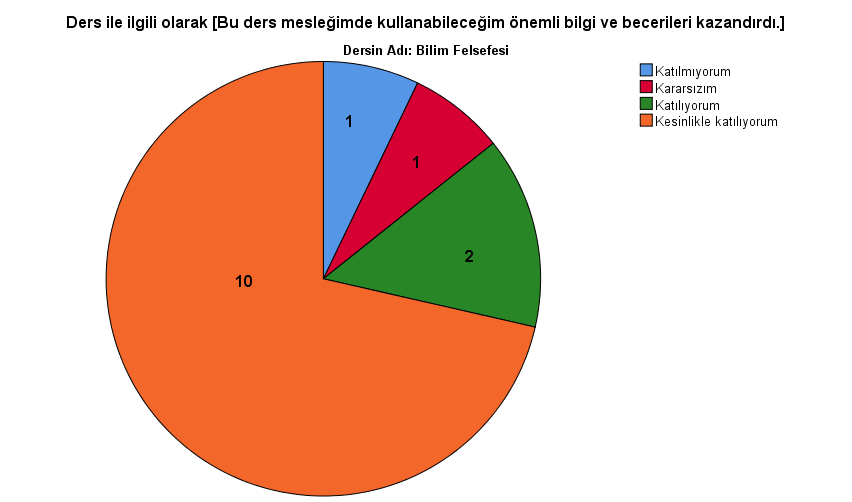 Ders ile ilgili olarak [Bu ders mesleğimde kullanabileceğim önemli bilgi ve becerileri kazandırdı.]
Dersin Adı: Bilim Felsefesi
Katılmıyorum
Kararsızım
Katılıyorum
Kesinlikle katılıyorum
1
1
2
10